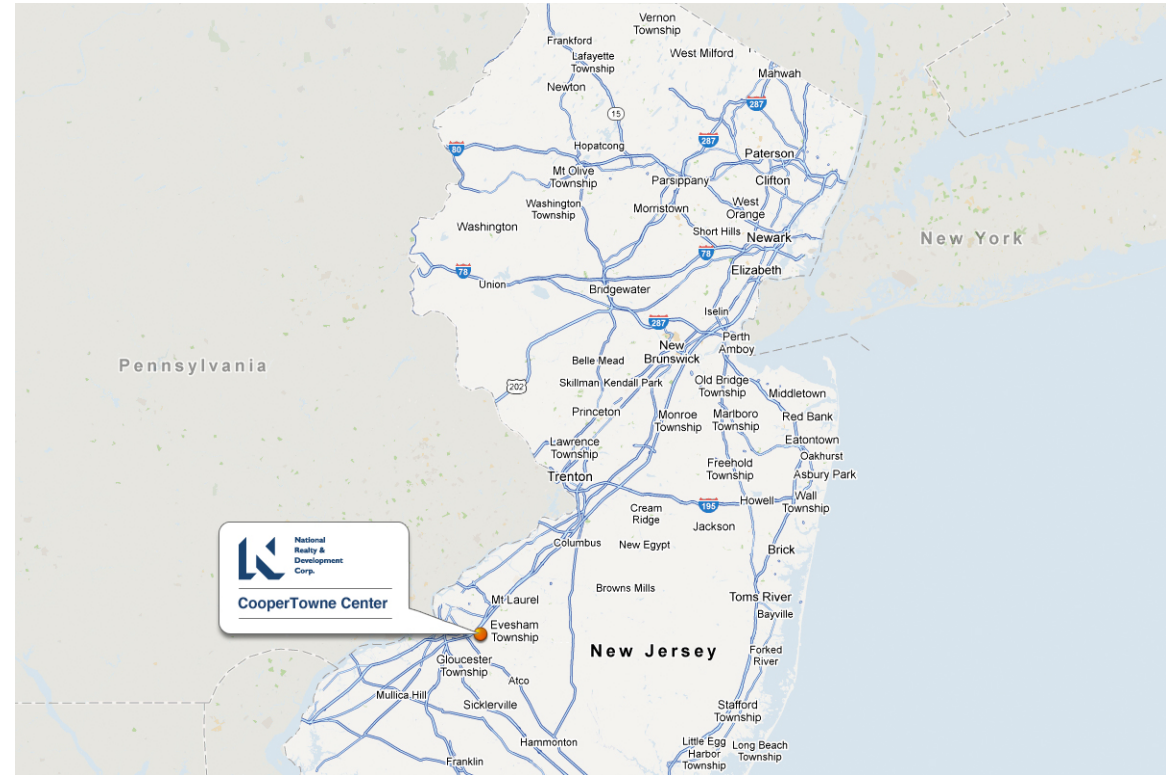 Vernon
Township
Frankford
West Milford
Lafayette
Township
Mahwah
Newton
287
15
287
Hopatcong
80
Paterson
Mt Olive
Township
Parsippany
Clifton
Washington
Township
Morristown
West
Orange
Washington
Short Hills
Newark
New York
78
78
Elizabeth
Union
Bridgewater
Iselin
287
Perth
Amboy
New
Brunswick
Pennsylvania
Belle Mead
202
Skillman
Kendall Park
Old Bridge
Township
Middletown
Princeton
Monroe
Township
Marlboro
Township
Red Bank
Lawrence
Township
Eatontown
Oakhurst
Freehold
Township
Asbury Park
Trenton
195
Howell
Wall
Township
Cream
Ridge
Jackson
National
Realty &
Development
Corp.
CooperTowne Center
Columbus
New Egypt
Brick
Browns Mills
Mt Laurel
Toms River
Bayville
Evesham
Township
New Jersey
Forked
River
Gloucester
Township
Atco
Mullica Hill
Sicklerville
Stafford
Township
Hammonton
Little Egg
Harbor
Township
Long Beach
Township
Franklin